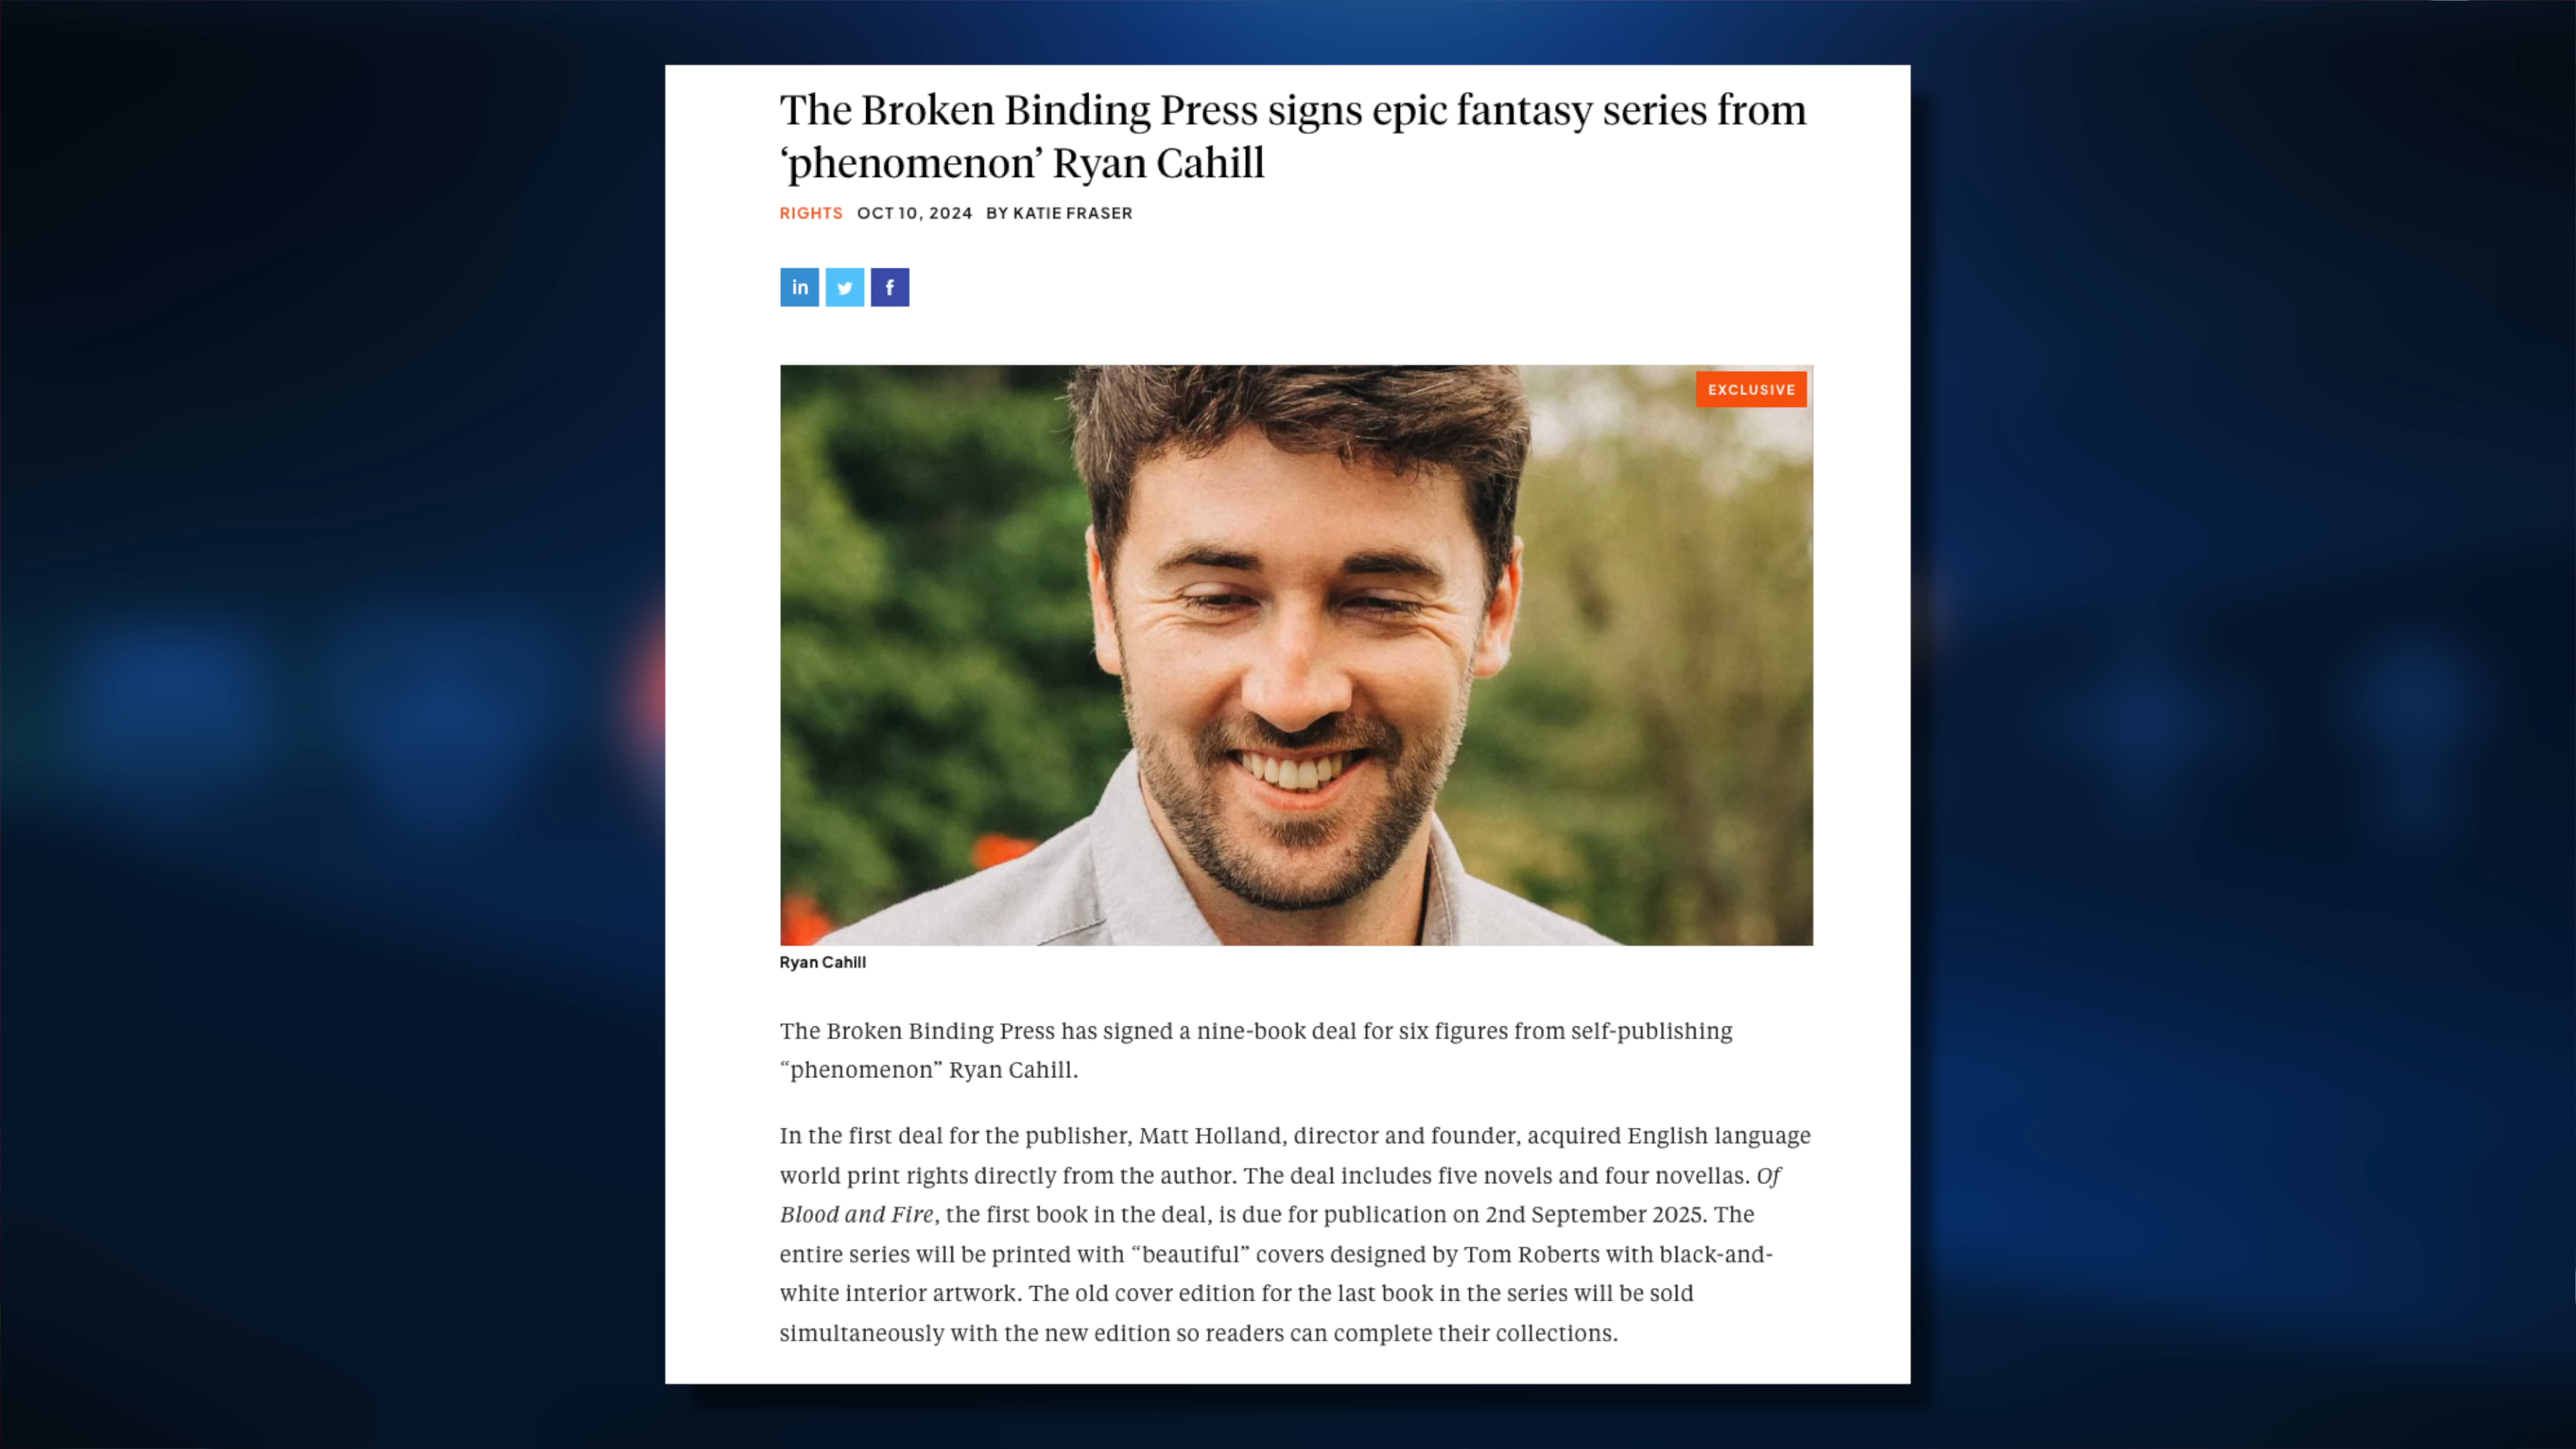 The Broken Binding Press signs epic fantasy series from
‘phenomenon’ Ryan Cahill
RIGHTS OCT 10, 2024 BY KATIE FRASER
in f
EXCLUSIVE
Ryan Cahill
The Broken Binding Press has signed a nine-book deal for six figures from self-publishing
“phenomenon” Ryan Cahill.
In the first deal for the publisher, Matt Holland, director and founder, acquired English language
world print rights directly from the author. The deal includes five novels and four novellas. Of
Blood and Fire, the first book in the deal, is due for publication on 2nd September 2025. The
entire series will be printed with “beautiful” covers designed by Tom Roberts with black-and-
white interior artwork. The old cover edition for the last book in the series will be sold
simultaneously with the new edition so readers can complete their collections.